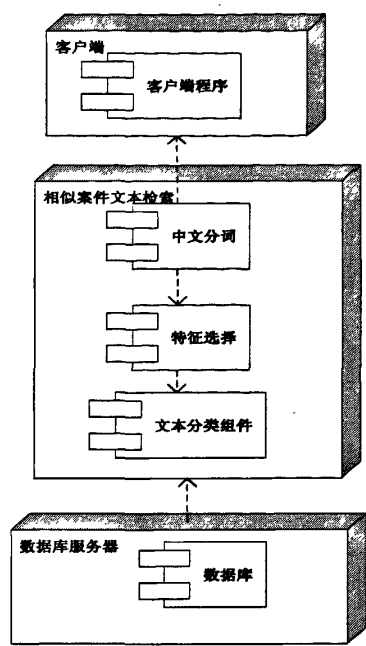 客户端
客户端程序
相似案件文本检索
中文分词
特征选择
文本分类组件
数据库服务器
数据库